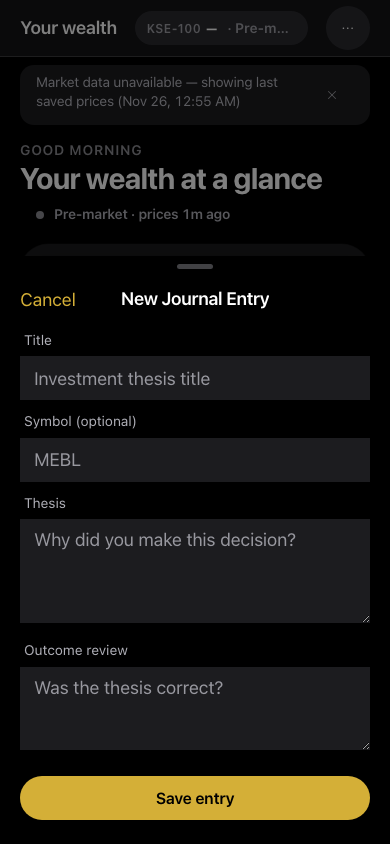 Your wealth
KSE-100 — · Pre-m...
...
Market data unavailable — showing last
saved prices (Nov 26, 12:55 AM)
GOOD MORNING
Your wealth at a glance
Pre-market · prices 1m ago
Cancel
New Journal Entry
Title
Investment thesis title
Symbol (optional)
MEBL
Thesis
Why did you make this decision?
Outcome review
Was the thesis correct?
Save entry